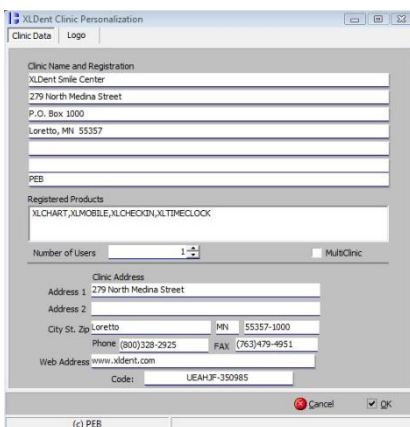 XLDent Clinic Personalization
Clinic Data Logo
Clinic Name and Registration
XLDent Smile Center
279 North Medina Street
P.O. Box 1000
Loretto, MN 55357
PEB
Registered Products
XLCHART,XLMOBILE,XLCHECKIN,XLTIMECLOCK
Number of Users 1 MultiClinic
Clinic Address
Address 1 279 North Medina Street
Address 2
City St. Zip Loretto MN 55357-1000
Phone (800)328-2925 FAX (763)479-4951
Web Address www.xldent.com
Code: UEAHJF-350985
Cancel OK
(c) PEB